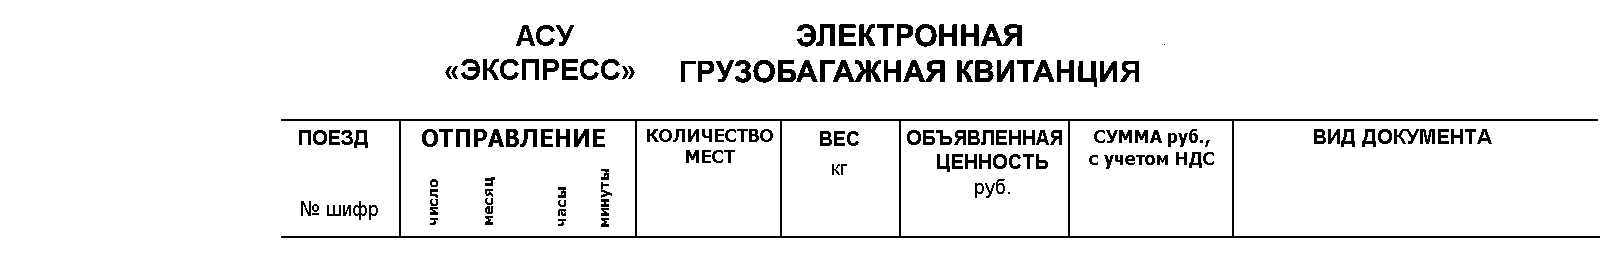 АСУ
«ЭКСПРЕСС»
ЭЛЕКТРОННАЯ
ГРУЗОБАГАЖНАЯ КВИТАНЦИЯ
ПОЕЗД
№ шифр
ОТПРАВЛЕНИЕ
число
месяц
часы
минуты
КОЛИЧЕСТВО
МЕСТ
ВЕС
кг
ОБЪЯВЛЕННАЯ
ЦЕННОСТЬ
руб.
СУММА руб.,
с учетом НДС
ВИД ДОКУМЕНТА